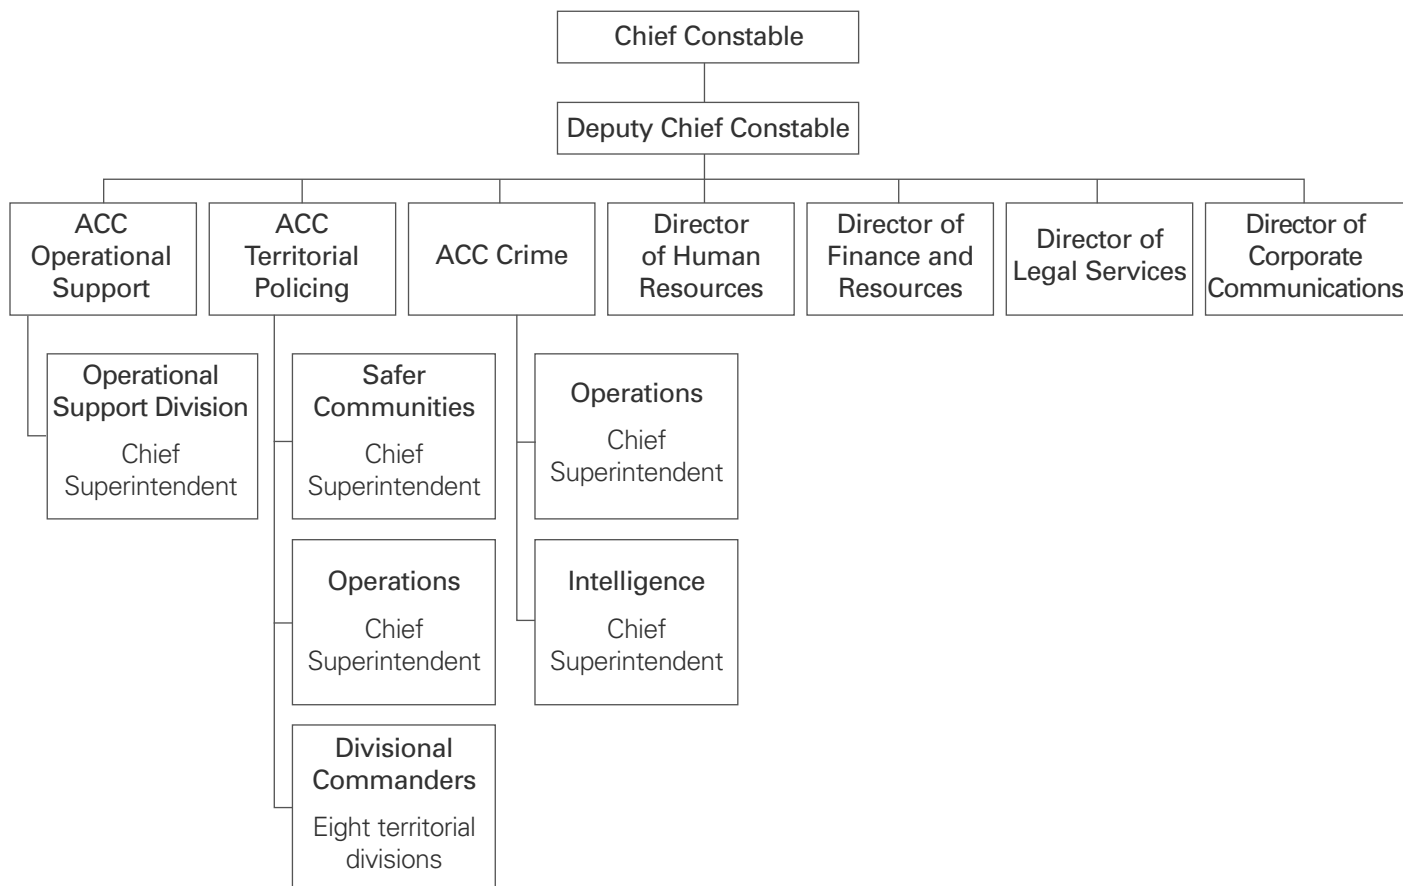 Chief Constable
Deputy Chief Constable
ACC
Operational
Support
ACC
Territorial
Policing
ACC Crime
Director
of Human
Resources
Director of
Finance and
Resources
Director of
Legal Services
Director of
Corporate
Communications
Operational
Support Division
Chief
Superintendent
Safer
Communities
Chief
Superintendent
Operations
Chief
Superintendent
Operations
Chief
Superintendent
Intelligence
Chief
Superintendent
Divisional
Commanders
Eight territorial
divisions